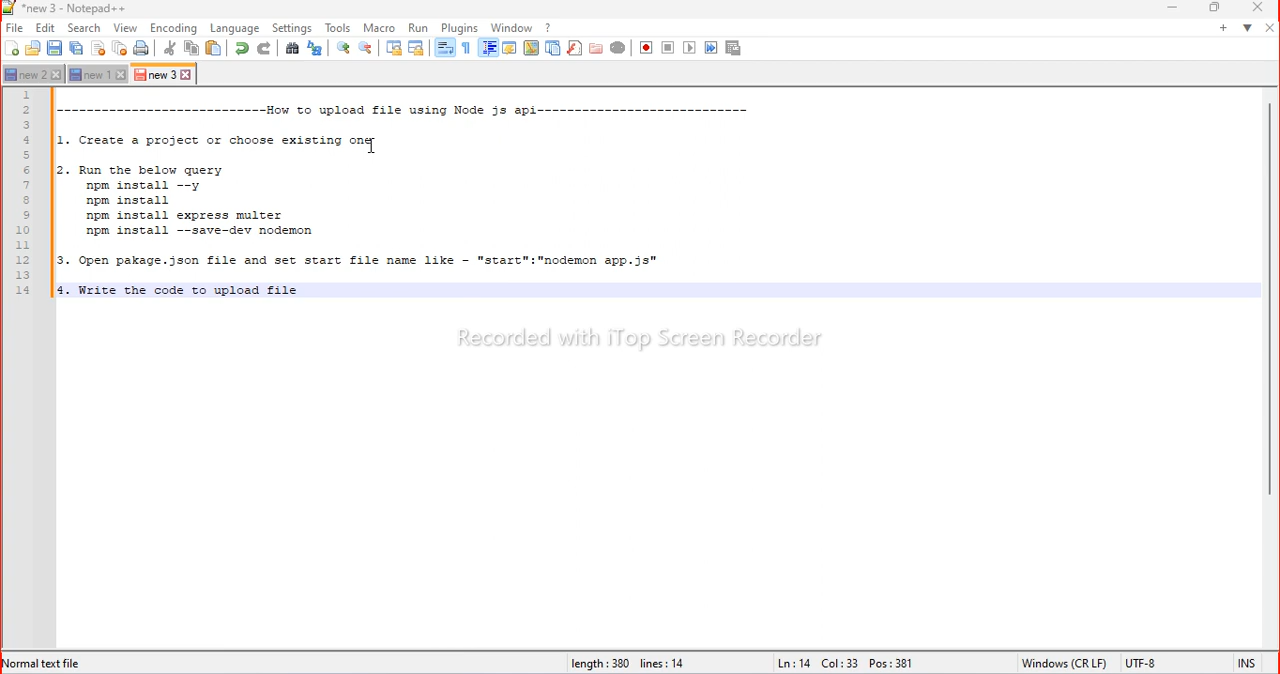 *new 3 - Notepad++
File Edit Search View Encoding Language Settings Tools Macro Run Plugins Window ?
new 2 new 1 new 3
1
2 ----------------------------How to upload file using Node js api----------------------------
3
4 1. Create a project or choose existing one
5
6 2. Run the below query
7 npm install --y
8 npm install
9 npm install express multer
10 npm install --save-dev nodemon
11
12 3. Open pakage.json file and set start file name like - "start":"nodemon app.js"
13
14 4. Write the code to upload file
Recorded with iTop Screen Recorder
Normal text file length : 380 lines : 14 Ln : 14 Col : 33 Pos : 381 Windows (CR LF) UTF-8 INS